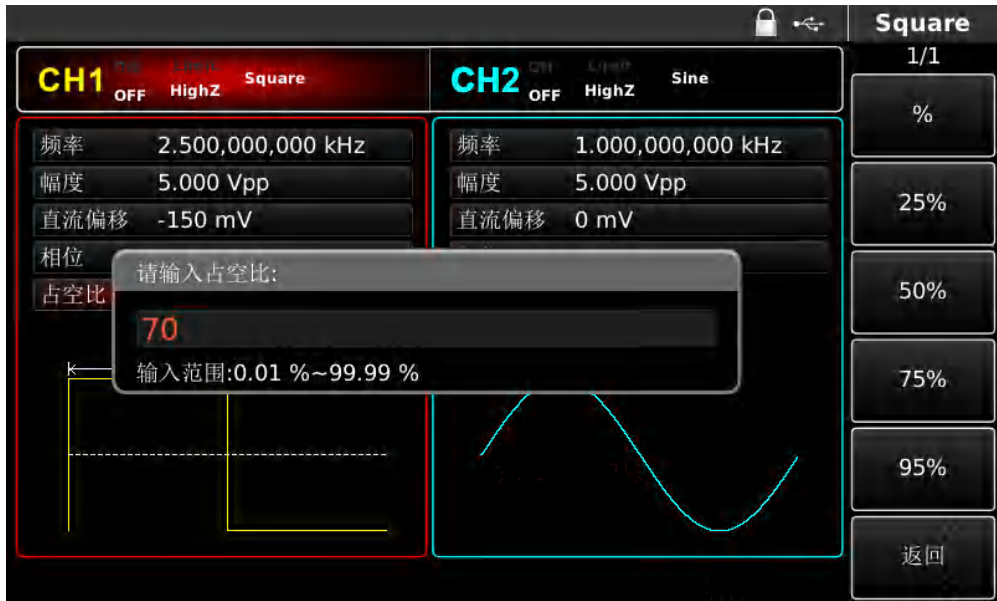 Square
1/1
CH1 OFF HighZ Square
CH2 OFF HighZ Sine
频率 2.500,000,000 kHz
幅度 5.000 Vpp
直流偏移 -150 mV
相位
占空比
频率 1.000,000,000 kHz
幅度 5.000 Vpp
直流偏移 0 mV
请输入占空比:
70
输入范围:0.01 %~99.99 %
%
25%
50%
75%
95%
返回